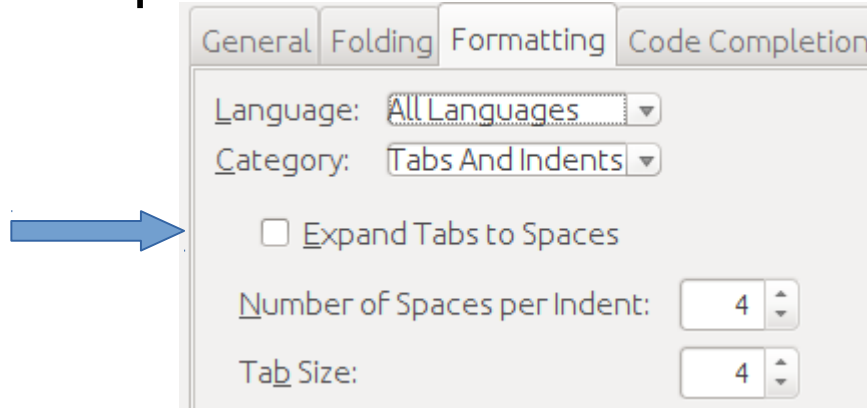 General Folding Formatting Code Completion
Language: All Languages
Category: Tabs And Indents
Expand Tabs to Spaces
Number of Spaces per Indent: 4
Tab Size: 4